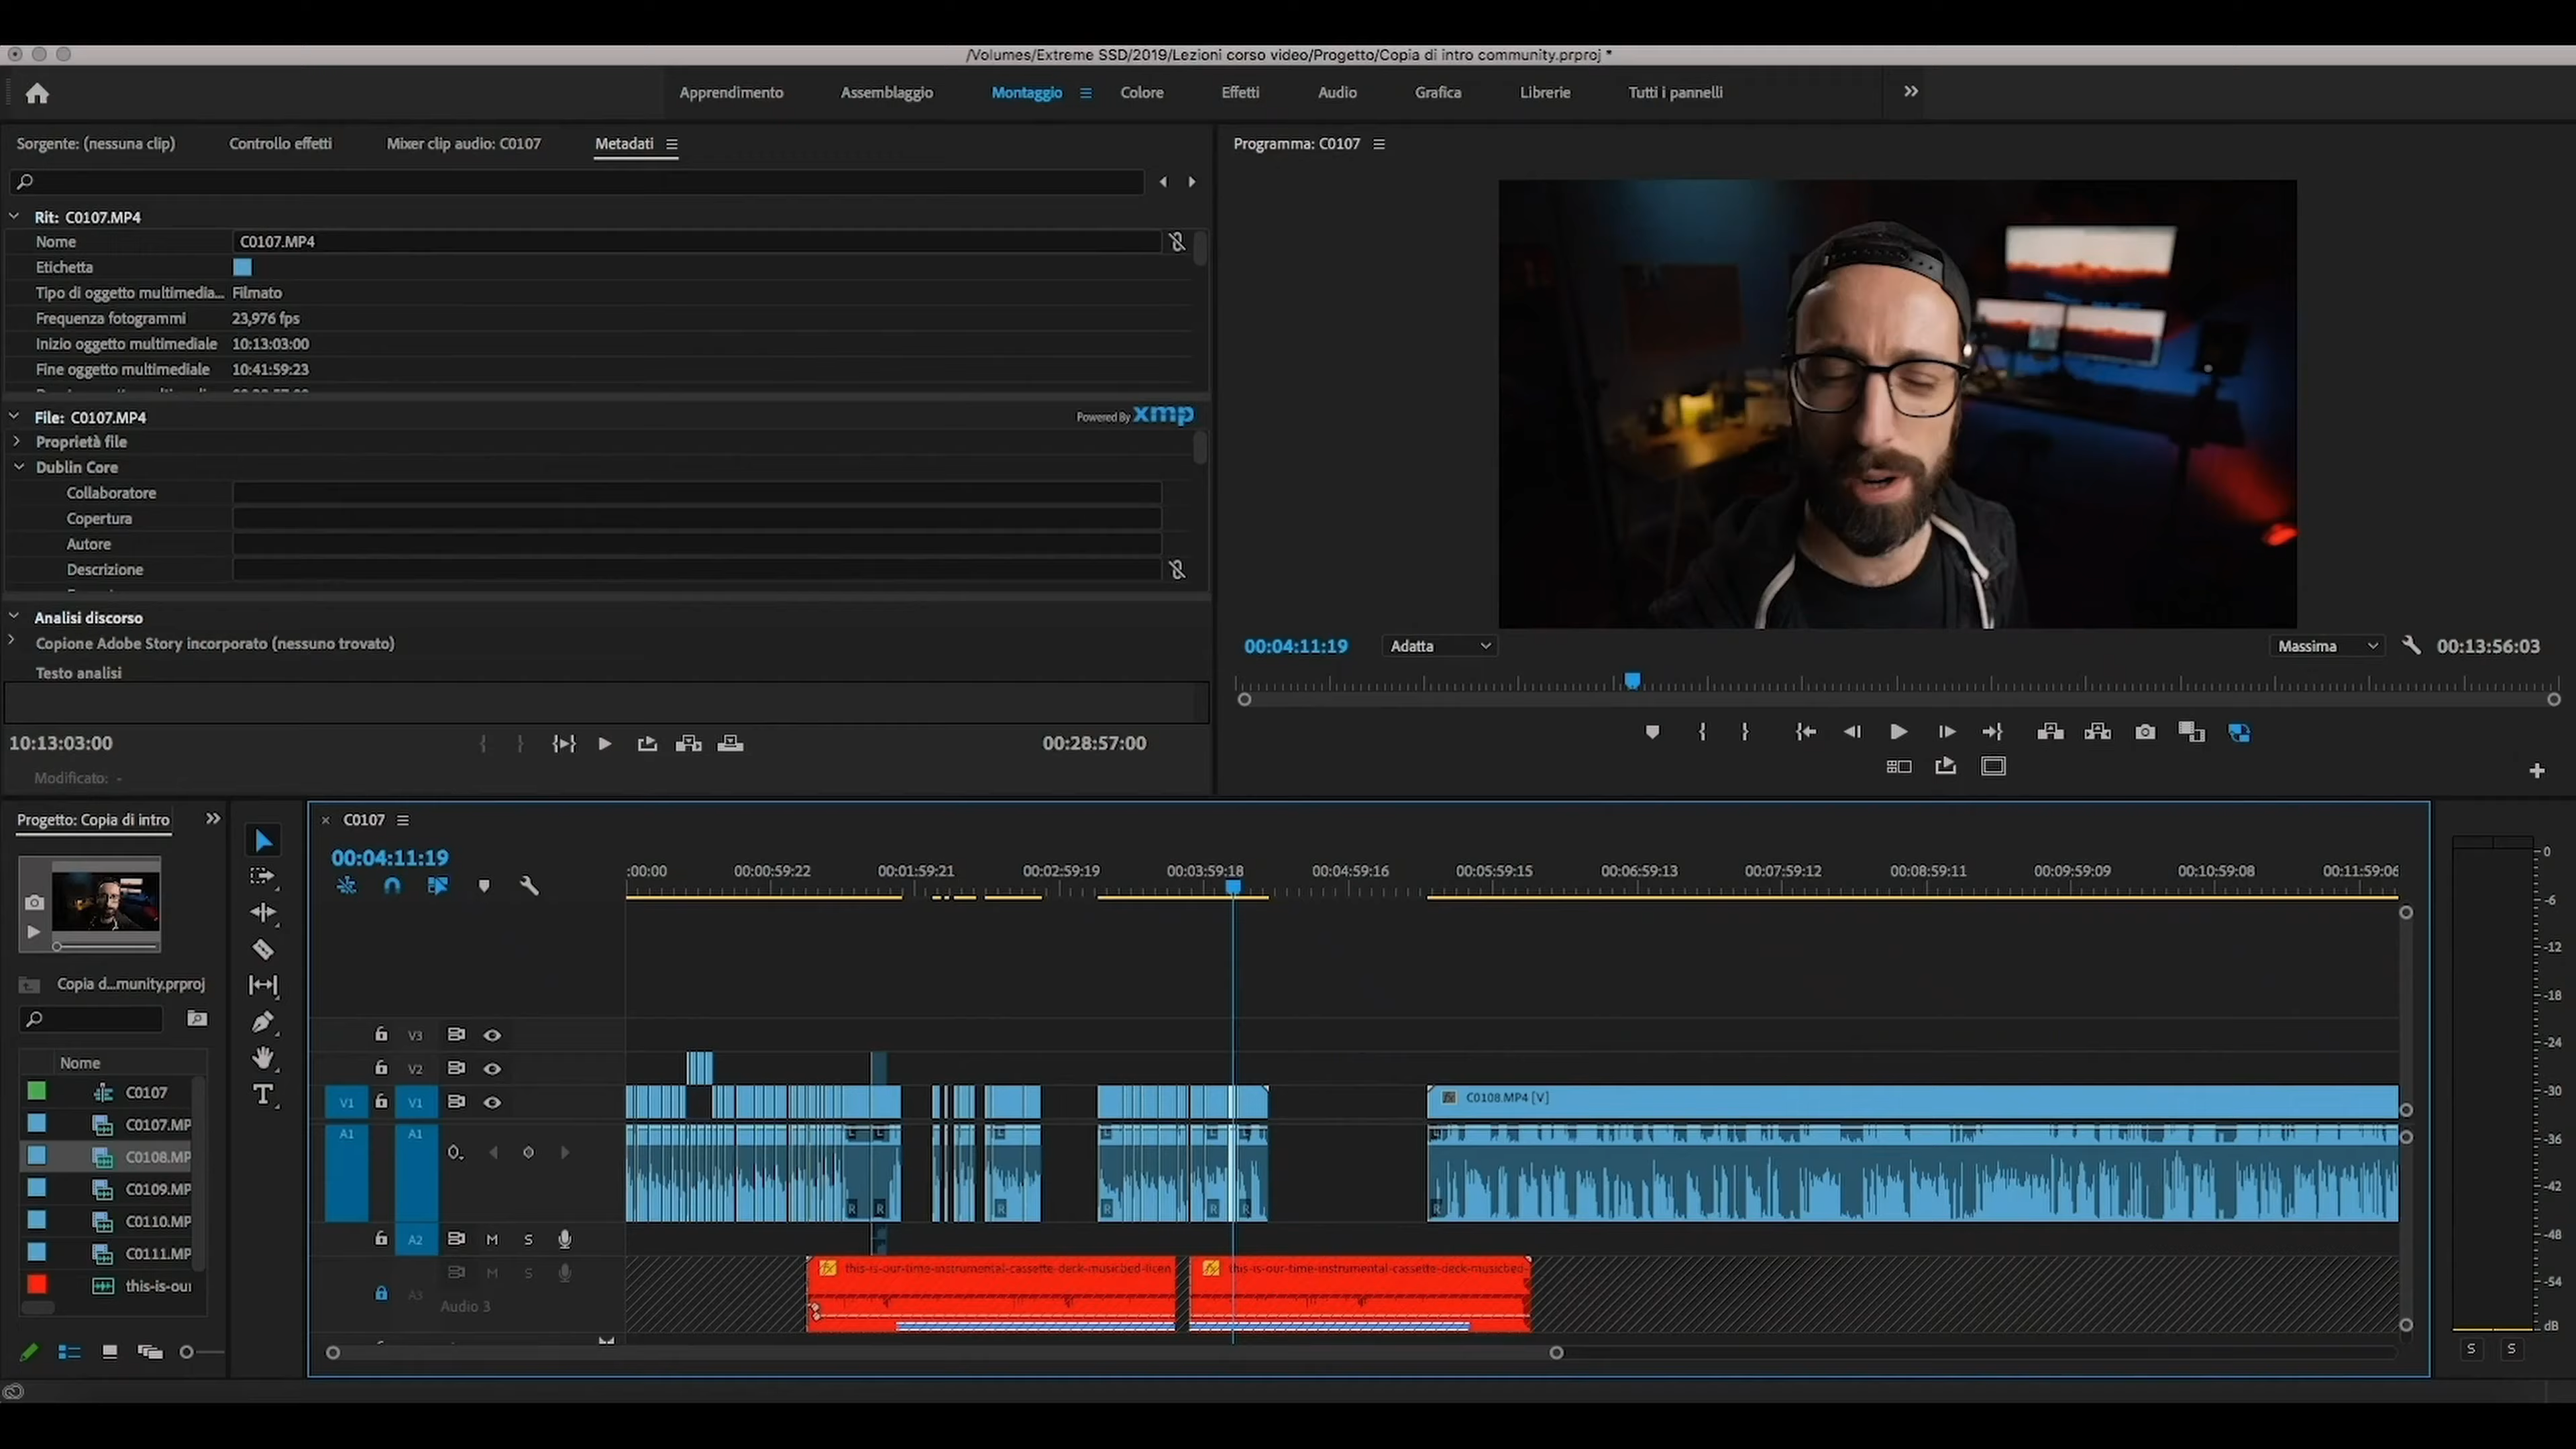 /Volumes/Extreme SSD/2019/Lezioni corso video/Progetto/Copia di intro community.prproj *
Apprendimento Assemblaggio Montaggio Colore Effetti Audio Grafica Librerie Tutti i pannelli
Sorgente: (nessuna clip) Controllo effetti Mixer clip audio: C0107 Metadati
Programma: C0107
Rit: C0107.MP4
Nome C0107.MP4
Etichetta
Tipo di oggetto multimedia... Filmato
Frequenza fotogrammi 23,976 fps
Inizio oggetto multimediale 10:13:03:00
Fine oggetto multimediale 10:41:59:23
File: C0107.MP4 Powered By xmp
Proprietà file
Dublin Core
Collaboratore
Copertura
Autore
Descrizione
Analisi discorso
Copione Adobe Story incorporato (nessuno trovato)
Testo analisi
10:13:03:00 00:28:57:00
Modificato: -
00:04:11:19 Adatta Massima 00:13:56:03
Progetto: Copia di intro
Copia d...munity.prproj
Nome
C0107
C0107.MP
C0108.MP
C0109.MP
C0110.MP
C0111.MP
this-is-ou
C0107
00:04:11:19
:00:00 00:00:59:22 00:01:59:21 00:02:59:19 00:03:59:18 00:04:59:16 00:05:59:15 00:06:59:13 00:07:59:12 00:08:59:11 00:09:59:09 00:10:59:08 00:11:59:06
V3
V2
V1 V1 C0108.MP4 [V]
A1 A1
L L L L L L
R R R R R R R
A2 M S
M S
A3
Audio 3
this-is-our-time-instrumental-cassette-deck-musicbed-licen
this-is-our-time-instrumental-cassette-deck-musicbed-
0
-6
-12
-18
-24
-30
-36
-42
-48
-54
dB
S S